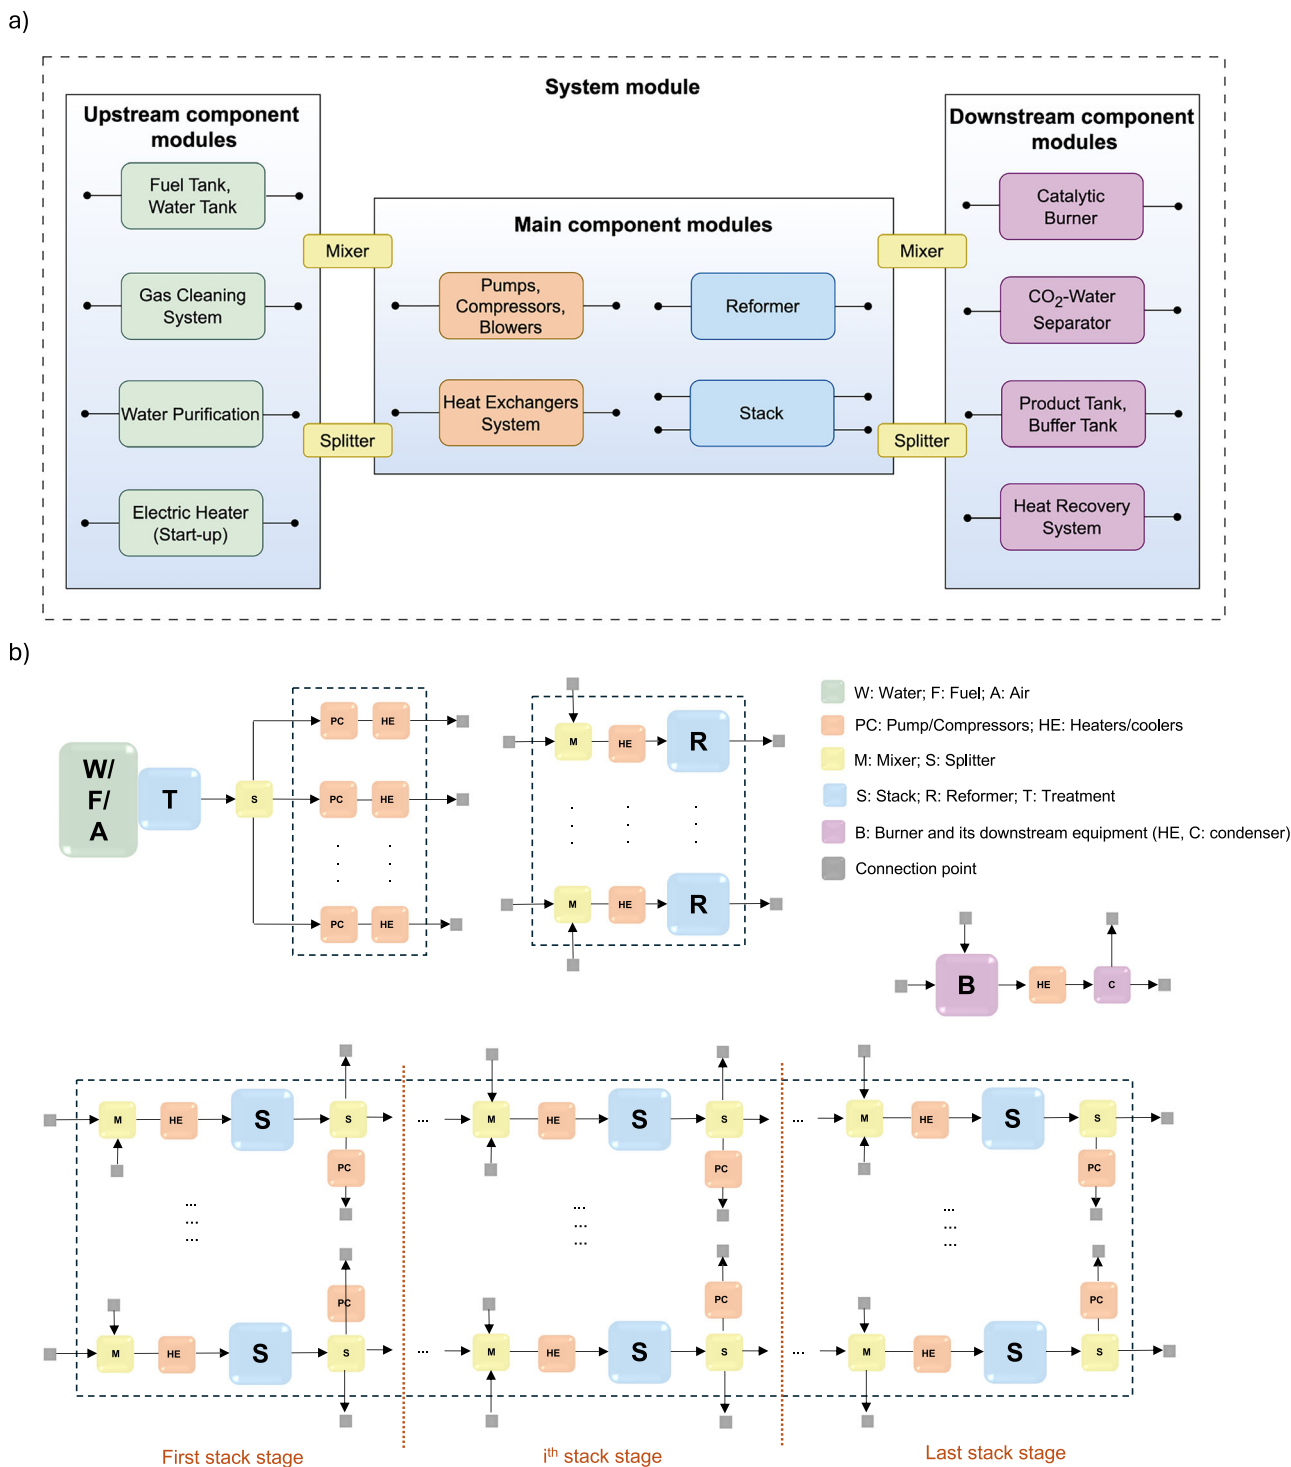 a)
System module
Upstream component
modules
Fuel Tank,
Water Tank
Gas Cleaning
System
Water Purification
Electric Heater
(Start-up)
Mixer
Splitter
Main component modules
Pumps,
Compressors,
Blowers
Reformer
Heat Exchangers
System
Stack
Mixer
Splitter
Downstream component
modules
Catalytic
Burner
CO2-Water
Separator
Product Tank,
Buffer Tank
Heat Recovery
System
b)
W/
F/
A
T
S
PC
HE
PC
HE
. . .
PC
HE
M
HE
R
. . .
M
HE
R
W: Water; F: Fuel; A: Air
PC: Pump/Compressors; HE: Heaters/coolers
M: Mixer; S: Splitter
S: Stack; R: Reformer; T: Treatment
B: Burner and its downstream equipment (HE, C: condenser)
Connection point
B
HE
C
M
HE
S
S
PC
...
M
HE
S
S
PC
...
M
HE
S
S
PC
...
...
...
...
...
...
...
...
...
PC
M
HE
S
S
...
PC
M
HE
S
S
...
PC
M
HE
S
S
First stack stage
ith stack stage
Last stack stage